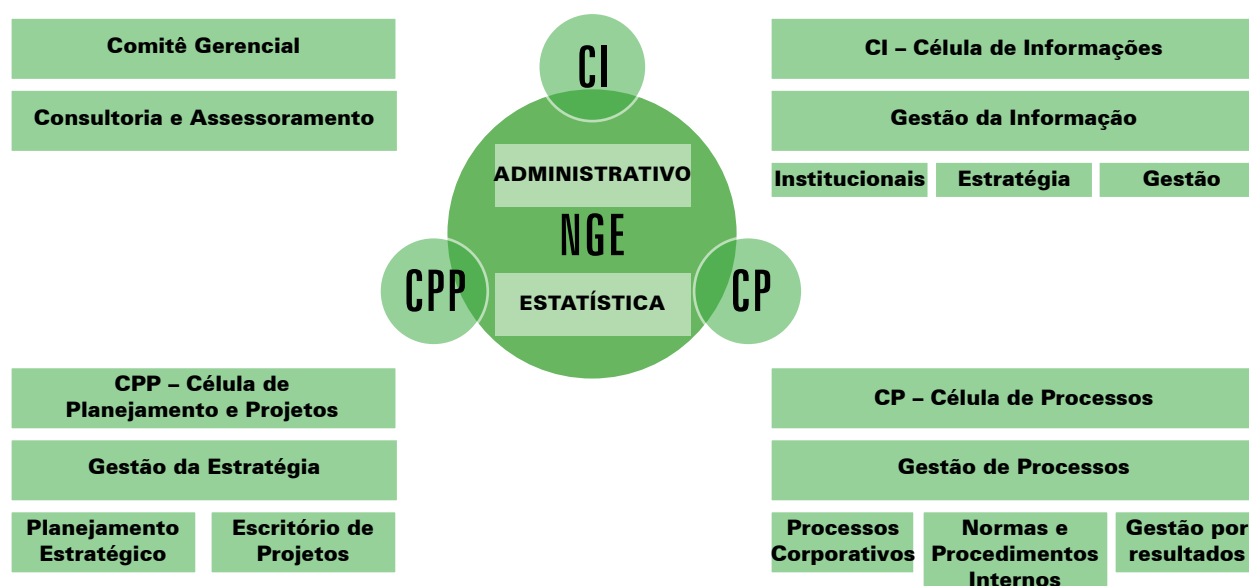 Comitê Gerencial
Consultoria e Assessoramento
CI
ADMINISTRATIVO
NGE
ESTATÍSTICA
CPP
CP
CI – Célula de Informações
Gestão da Informação
Institucionais
Estratégia
Gestão
CPP – Célula de
Planejamento e Projetos
Gestão da Estratégia
Planejamento
Estratégico
Escritório de
Projetos
CP – Célula de Processos
Gestão de Processos
Processos
Corporativos
Normas e
Procedimentos
Internos
Gestão por
resultados